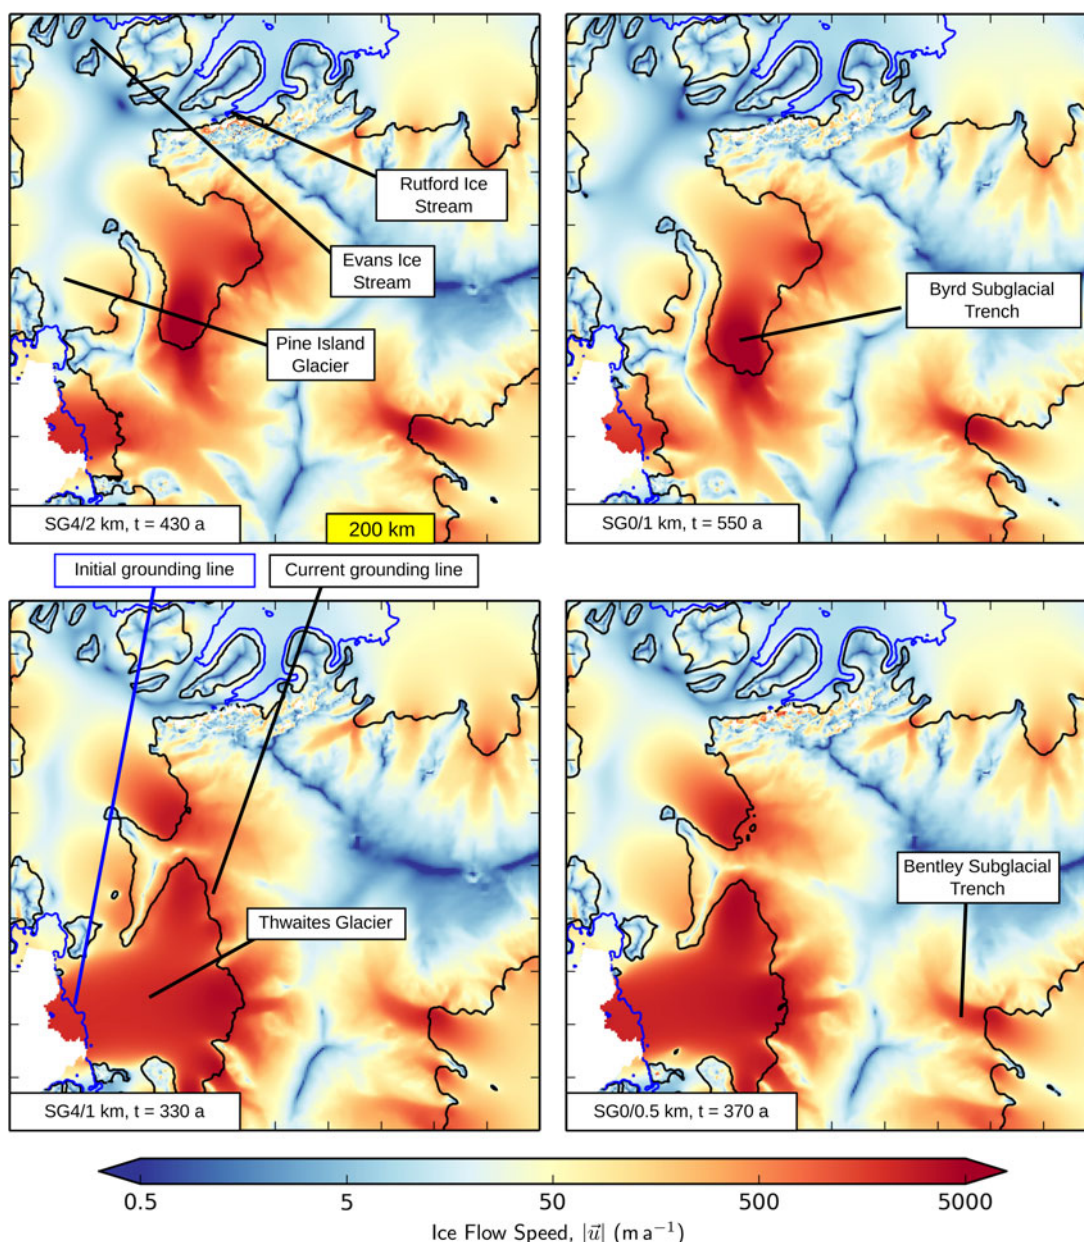 Rutford Ice
Stream
Evans Ice
Stream
Byrd Subglacial
Trench
Pine Island
Glacier
SG4/2 km, t = 430 a
200 km
SG0/1 km, t = 550 a
Initial grounding line
Current grounding line
Bentley Subglacial
Trench
Thwaites Glacier
SG4/1 km, t = 330 a
SG0/0.5 km, t = 370 a
0.5 5 50 500 5000
Ice Flow Speed, |u⃗| (m a⁻¹)